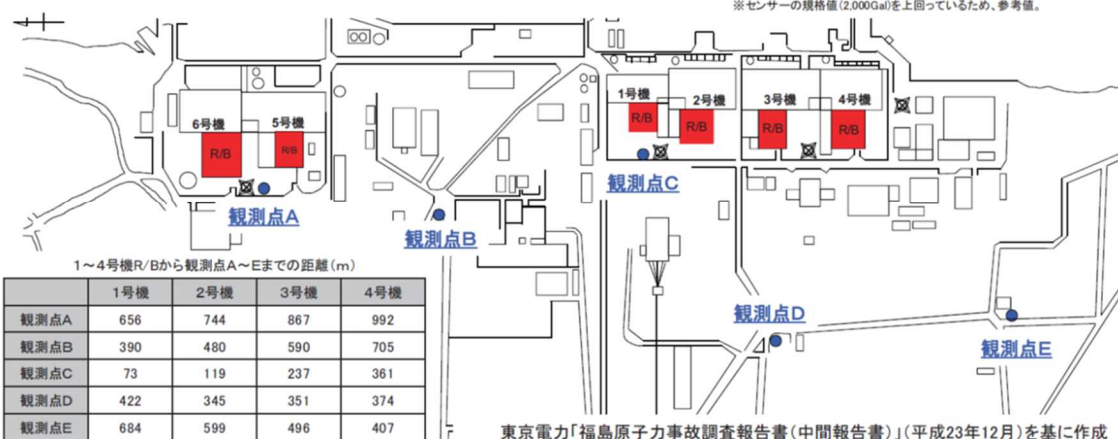 ※センサーの規格値(2,000Gal)を上回っているため、参考値。
1号機
2号機
3号機
4号機
6号機
5号機
R/B
R/B
R/B
R/B
R/B
R/B
観測点A
観測点B
観測点C
観測点D
観測点E
1～4号機R/Bから観測点A～Eまでの距離(m)
1号機 2号機 3号機 4号機
観測点A 656 744 867 992
観測点B 390 480 590 705
観測点C 73 119 237 361
観測点D 422 345 351 374
観測点E 684 599 496 407
東京電力「福島原子力事故調査報告書(中間報告書)」(平成23年12月)を基に作成